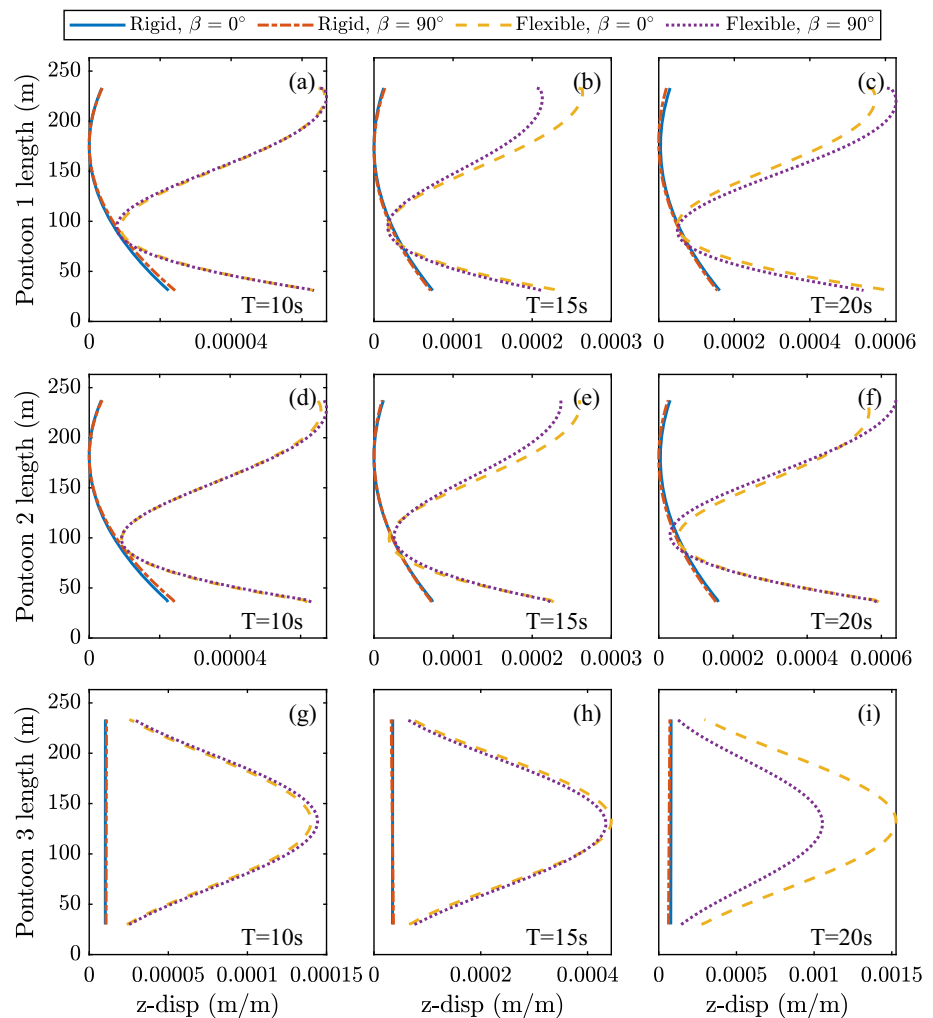 Rigid, β = 0° Rigid, β = 90° Flexible, β = 0° Flexible, β = 90°
Pontoon 1 length (m)
250
200
150
100
50
0
(a)
T=10s
0 0.00004
(b)
T=15s
0 0.0001 0.0002 0.0003
(c)
T=20s
0 0.0002 0.0004 0.0006
Pontoon 2 length (m)
250
200
150
100
50
0
(d)
T=10s
0 0.00004
(e)
T=15s
0 0.0001 0.0002 0.0003
(f)
T=20s
0 0.0002 0.0004 0.0006
Pontoon 3 length (m)
250
200
150
100
50
0
(g)
T=10s
0 0.00005 0.0001 0.00015
z-disp (m/m)
(h)
T=15s
0 0.0002 0.0004
z-disp (m/m)
(i)
T=20s
0 0.0005 0.001 0.0015
z-disp (m/m)